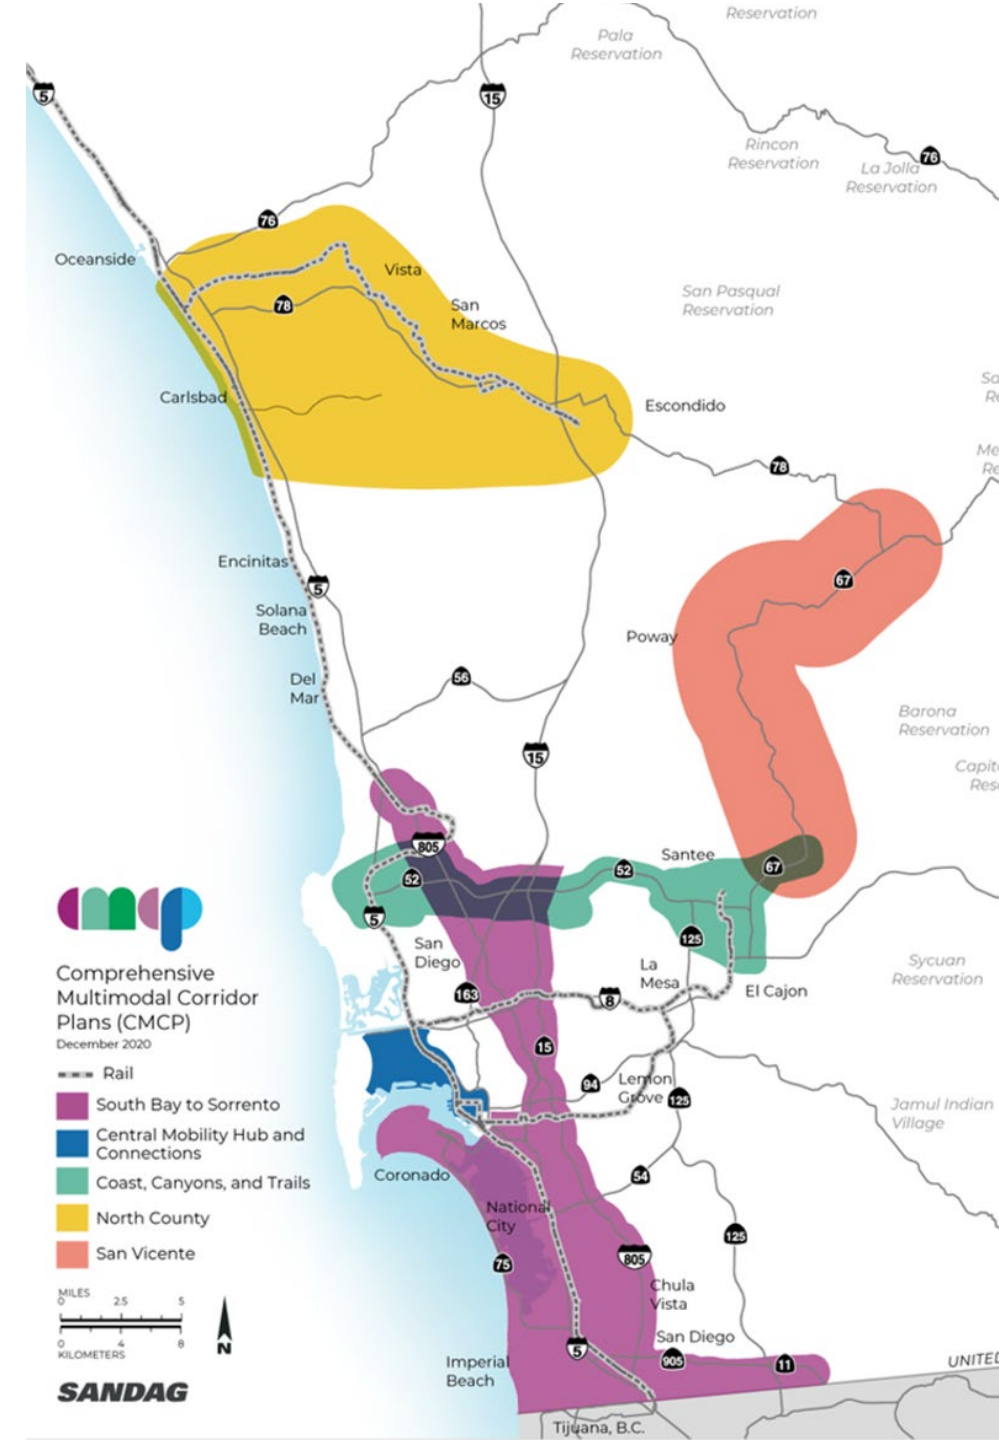 Reservation
Pala
Reservation
5
15
Rincon
Reservation
La Jolla
Reservation
76
76
Oceanside
Vista
78
San
Marcos
San Pasqual
Reservation
Carlsbad
Escondido
78
Sa
Re
Me
Re
Encinitas
5
Solana
Beach
67
Poway
Del
Mar
56
Barona
Reservation
15
Capit
Res
805
Santee
52
52
67
5
125
San
Diego
La
Mesa
El Cajon
Sycuan
Reservation
163
8
15
94
Lemon
Grove
125
Jamul Indian
Village
Coronado
54
National
City
125
75
805
Chula
Vista
San Diego
5
905
11
Imperial
Beach
UNITED
Tijuana, B.C.
cmcp
Comprehensive
Multimodal Corridor
Plans (CMCP)
December 2020
Rail
South Bay to Sorrento
Central Mobility Hub and
Connections
Coast, Canyons, and Trails
North County
San Vicente
MILES
0 2.5 5
0 4 8
KILOMETERS
N
SANDAG